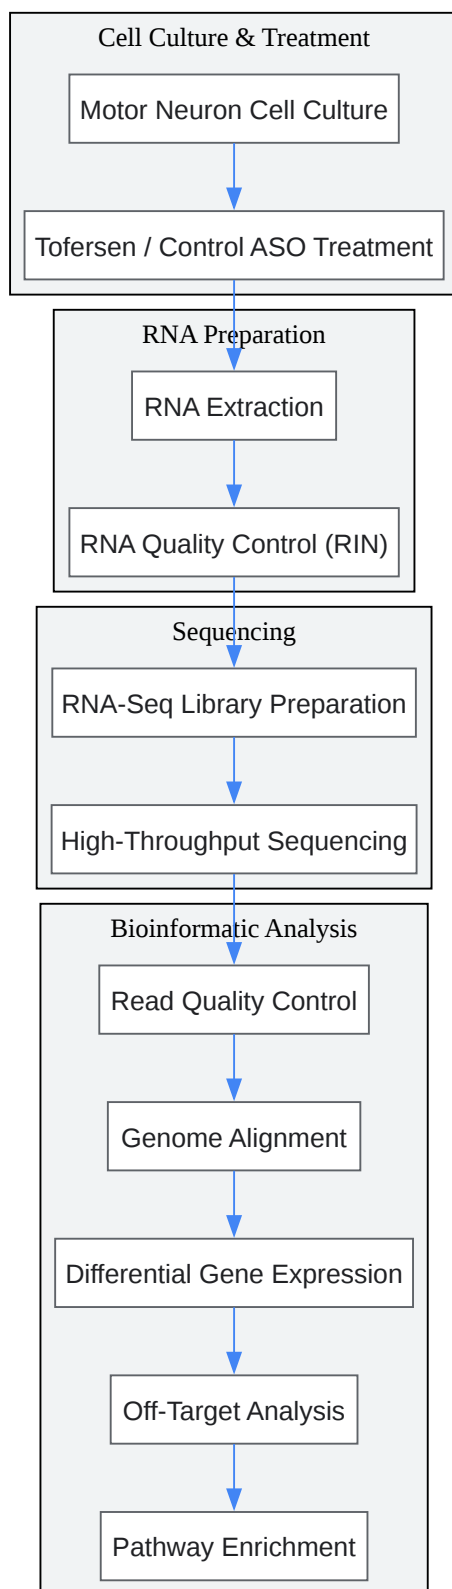 Cell Culture & Treatment
Motor Neuron Cell Culture
Tofersen / Control ASO Treatment
RNA Preparation
RNA Extraction
RNA Quality Control (RIN)
Sequencing
RNA-Seq Library Preparation
High-Throughput Sequencing
Bioinformatic Analysis
Read Quality Control
Genome Alignment
Differential Gene Expression
Off-Target Analysis
Pathway Enrichment